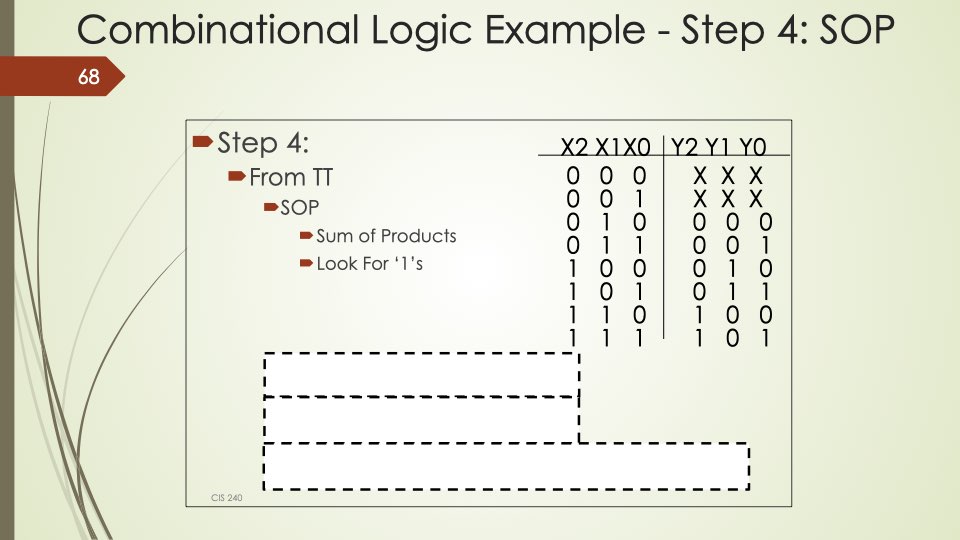 Combinational Logic Example - Step 4: SOP
68
Step 4:
From TT
SOP
Sum of Products
Look For ‘1’s
X2 X1X0 Y2 Y1 Y0
0 0 0 X X X
0 0 1 X X X
0 1 0 0 0 0
0 1 1 0 0 1
1 0 0 0 1 0
1 0 1 0 1 1
1 1 0 1 0 0
1 1 1 1 0 1
CIS 240